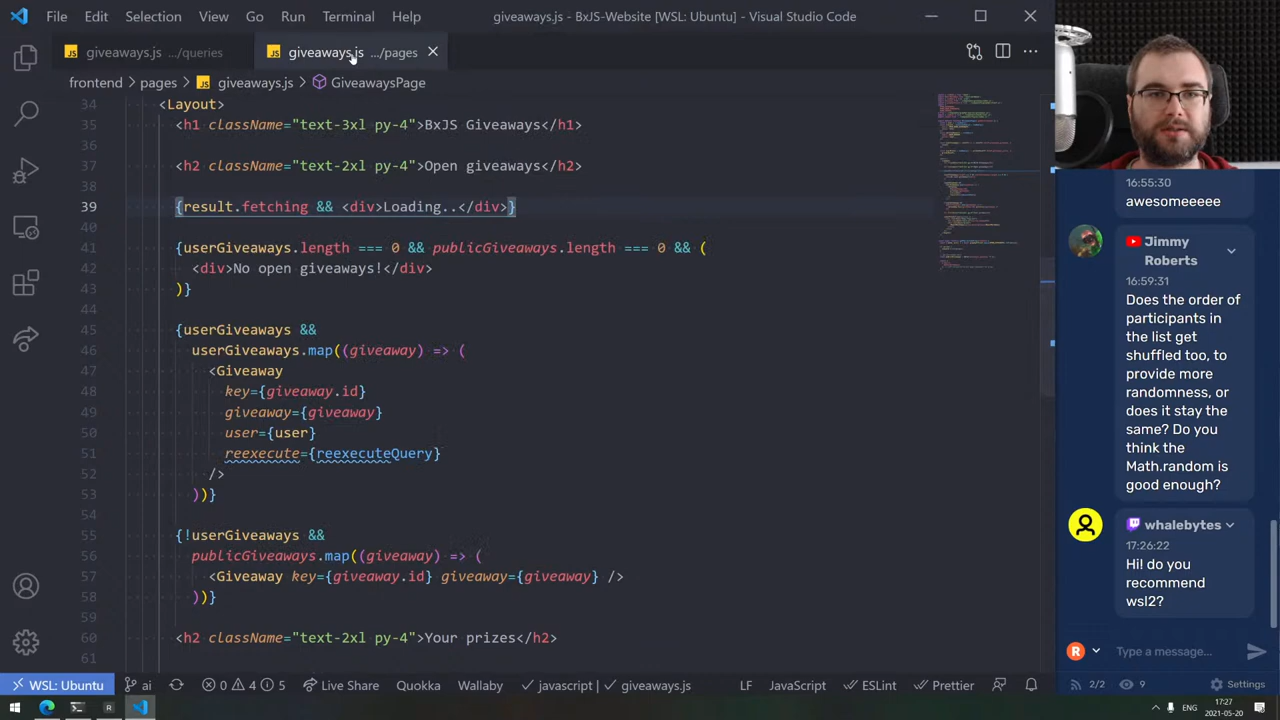 File Edit Selection View Go Run Terminal Help
giveaways.js - BxJS-Website [WSL: Ubuntu] - Visual Studio Code
JS giveaways.js .../queries
JS giveaways.js .../pages
frontend > pages > JS giveaways.js > GiveawaysPage
<Layout>
<h1 className="text-2xl py-4">BxJS Giveaways</h1>
<h2 className="text-2xl py-4">Open giveaways</h2>
39 {result.fetching && <div>Loading...</div>}
41 {userGiveaways.length === 0 && publicGiveaways.length === 0 && (
42 <div>No open giveaways!</div>
43 )}
44
45 {userGiveaways &&
46 userGiveaways.map((giveaway) => (
47 <Giveaway
48 key={giveaway.id}
49 giveaway={giveaway}
50 user={user}
51 reexecute={reexecuteQuery}
52 />
53 ))}
54
55 {!userGiveaways &&
56 publicGiveaways.map((giveaway) => (
57 <Giveaway key={giveaway.id} giveaway={giveaway} />
58 ))}
59
60 <h2 className="text-2xl py-4">Your prizes</h2>
61
WSL: Ubuntu ai 0 4 5 Live Share Quokka Wallaby javascript | giveaways.js LF JavaScript ESLint Prettier
16:55:30
awesomeeeee
Jimmy
Roberts
16:59:31
Does the order of
participants in
the list get
shuffled too, to
provide more
randomness, or
does it stay the
same? Do you
think the
Math.random is
good enough?
whalebytes
17:26:22
Hi! do you
recommend
wsl2?
R
Type a message...
2/2 9 Settings
ENG
17:27
2021-05-20